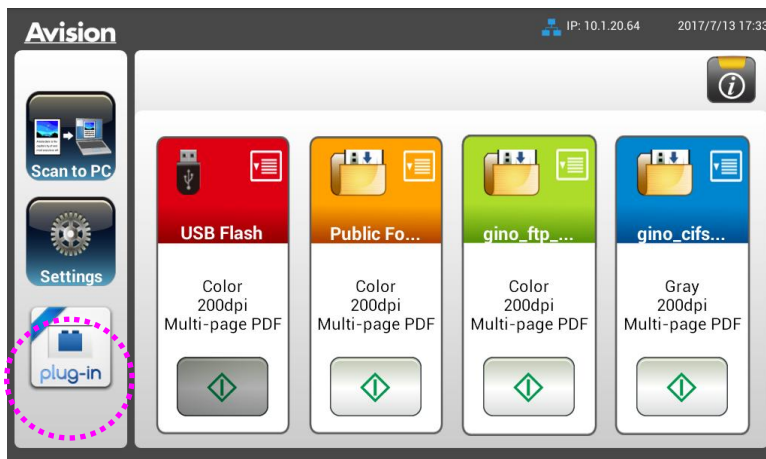 Avision
IP: 10.1.20.64
2017/7/13 17:33
Scan to PC
Settings
plug-in
USB Flash
Color
200dpi
Multi-page PDF
Public Fo...
Color
200dpi
Multi-page PDF
gino_ftp_...
Color
200dpi
Multi-page PDF
gino_cifs...
Gray
200dpi
Multi-page PDF